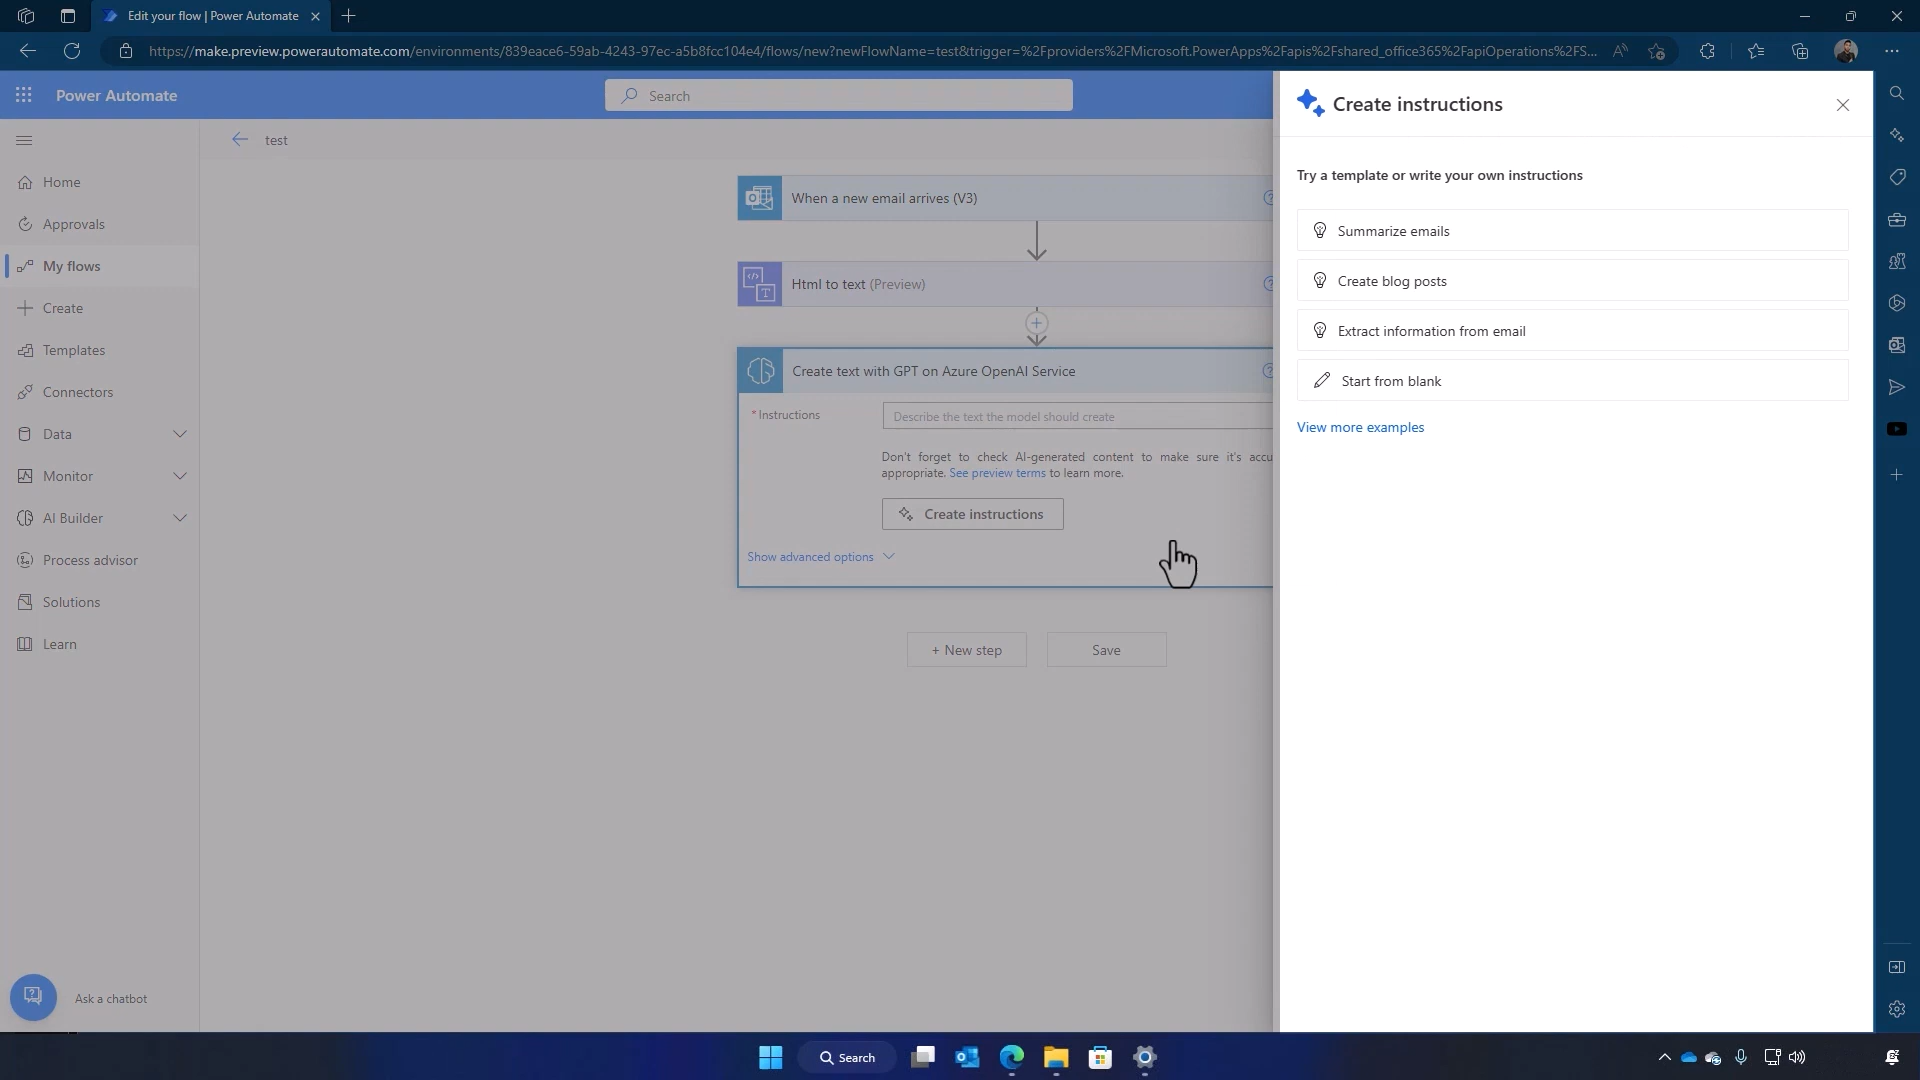 Edit your flow | Power Automate
https://make.preview.powerautomate.com/environments/839eace6-59ab-4243-97ec-a5b8fcc104e4/flows/new?newFlowName=test&trigger=%2Fproviders%2FMicrosoft.PowerApps%2Fapis%2Fshared_office365%2FapiOperations%2FS...
Power Automate
Search
Create instructions
test
Home
Approvals
My flows
Create
Templates
Connectors
Data
Monitor
AI Builder
Process advisor
Solutions
Learn
Ask a chatbot
When a new email arrives (V3)
Html to text (Preview)
Create text with GPT on Azure OpenAI Service
* Instructions
Describe the text the model should create
Don't forget to check AI-generated content to make sure it's accu
appropriate. See preview terms to learn more.
Create instructions
Show advanced options
+ New step
Save
Try a template or write your own instructions
Summarize emails
Create blog posts
Extract information from email
Start from blank
View more examples
Search